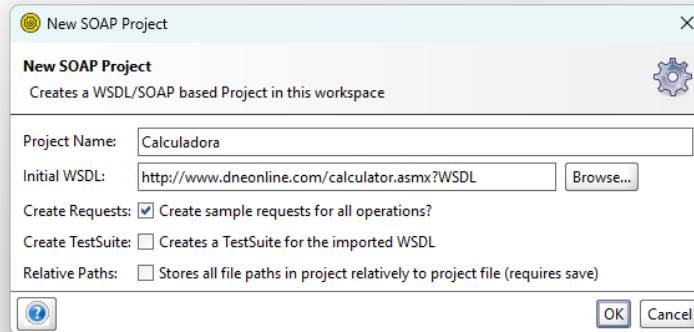 New SOAP Project
New SOAP Project
Creates a WSDL/SOAP based Project in this workspace
Project Name: Calculadora
Initial WSDL: http://www.dneonline.com/calculator.asmx?WSDL Browse...
Create Requests: Create sample requests for all operations?
Create TestSuite: Creates a TestSuite for the imported WSDL
Relative Paths: Stores all file paths in project relatively to project file (requires save)
? OK Cancel